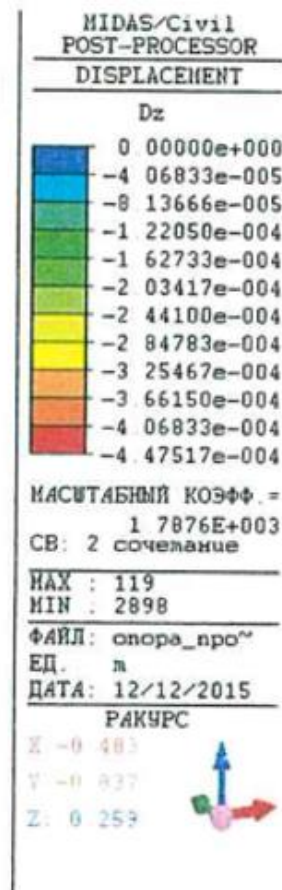 MIDAS/Civil
POST-PROCESSOR
DISPLACEMENT
Dz
0 00000e+000
-4 06833e-005
-8 13666e-005
-1 22050e-004
-1 62733e-004
-2 03417e-004
-2 44100e-004
-2 84783e-004
-3 25467e-004
-3.66150e-004
-4 06833e-004
-4.47517e-004
МАСШТАБНЫЙ КОЭФФ.=
1 7876E+003
СВ: 2 сочетание
MAX : 119
MIN : 2898
ФАЙЛ: опора_про~
ЕД. m
ДАТА: 12/12/2015
РАКУРС
X -0 483
Y -0 837
Z: 0 259